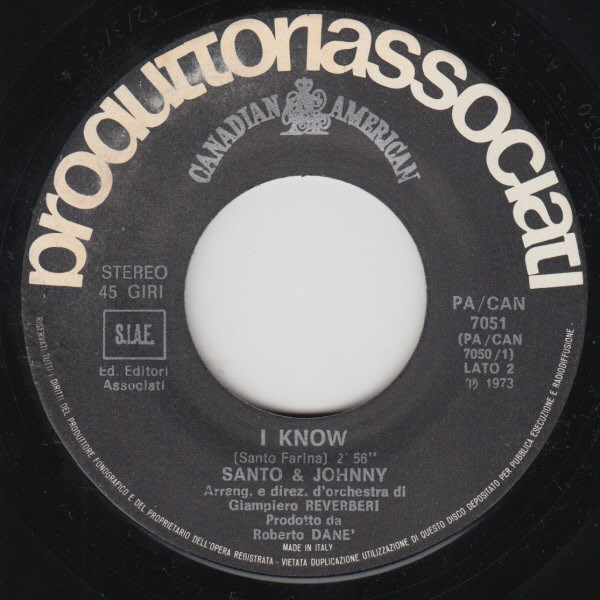 produttoriassociati
CANADIAN AMERICAN
STEREO
45 GIRI
S.I.A.E.
Ed. Editori
Associati
PA/CAN
7051
(PA/CAN
7050/1)
LATO 2
℗ 1973
I KNOW
(Santo Farina) 2' 56"
SANTO & JOHNNY
Arrang. e direz. d'orchestra di
Giampiero REVERBERI
Prodotto da
Roberto DANE'
MADE IN ITALY
RISERVATI TUTTI I DIRITTI DEL PRODUTTORE FONOGRAFICO E DEL PROPRIETARIO DELL'OPERA REGISTRATA - VIETATA DUPLICAZIONE UTILIZZAZIONE DI QUESTO DISCO DEPOSITATO PER PUBBLICA ESECUZIONE E RADIODIFFUSIONE -